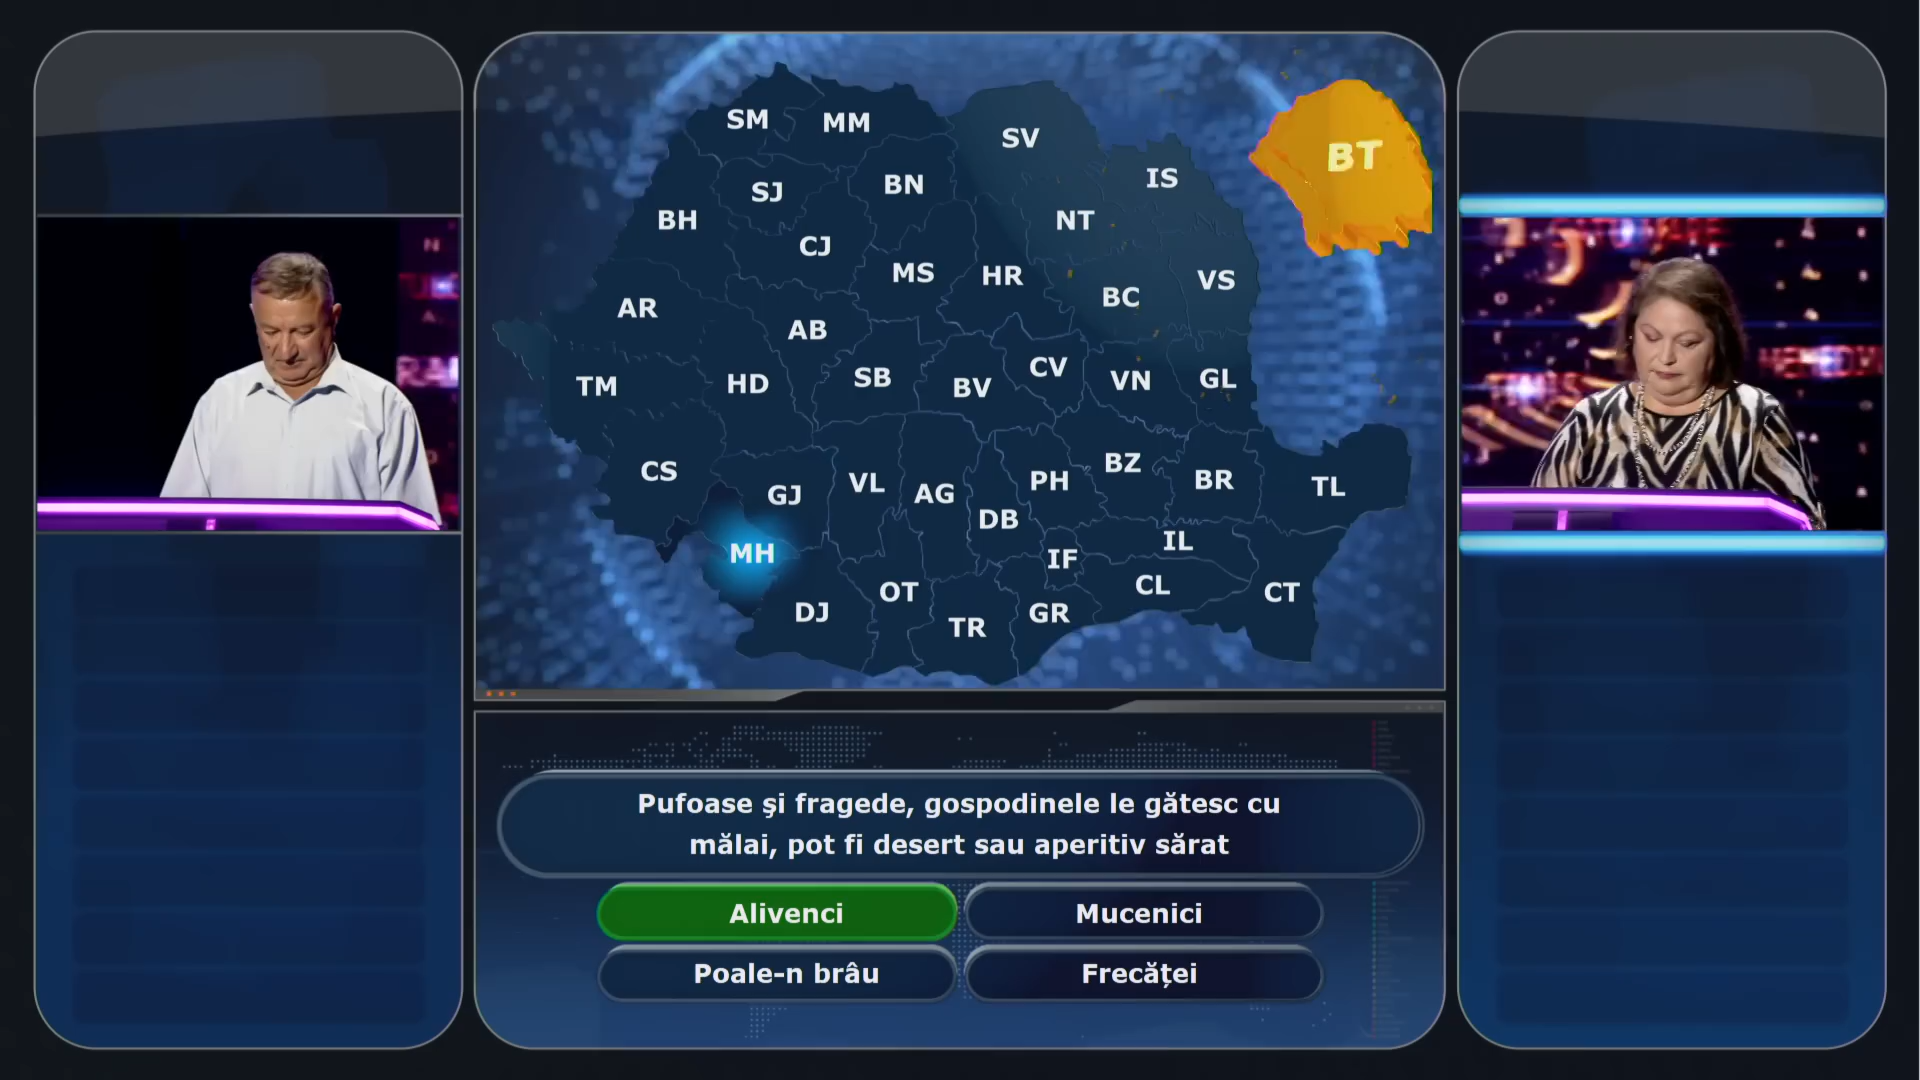 SM
MM
SV
BT
IS
BN
SJ
BH
NT
CJ
MS
HR
VS
BC
AR
AB
TM
HD
SB
BV
CV
VN
GL
CS
GJ
VL
AG
PH
BZ
BR
TL
DB
MH
IF
IL
OT
CL
CT
DJ
TR
GR
Pufoase şi fragede, gospodinele le gătesc cu
mălai, pot fi desert sau aperitiv sărat
Alivenci
Mucenici
Poale-n brâu
Frecăței